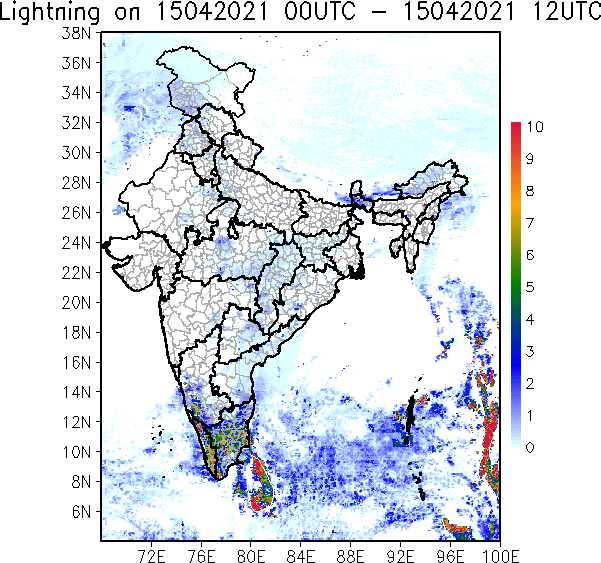 Lightning on 15042021 00UTC – 15042021 12UTC
38N
36N
34N
32N
30N
28N
26N
24N
22N
20N
18N
16N
14N
12N
10N
8N
6N
72E 76E 80E 84E 88E 92E 96E 100E
10
9
8
7
6
5
4
3
2
1
0